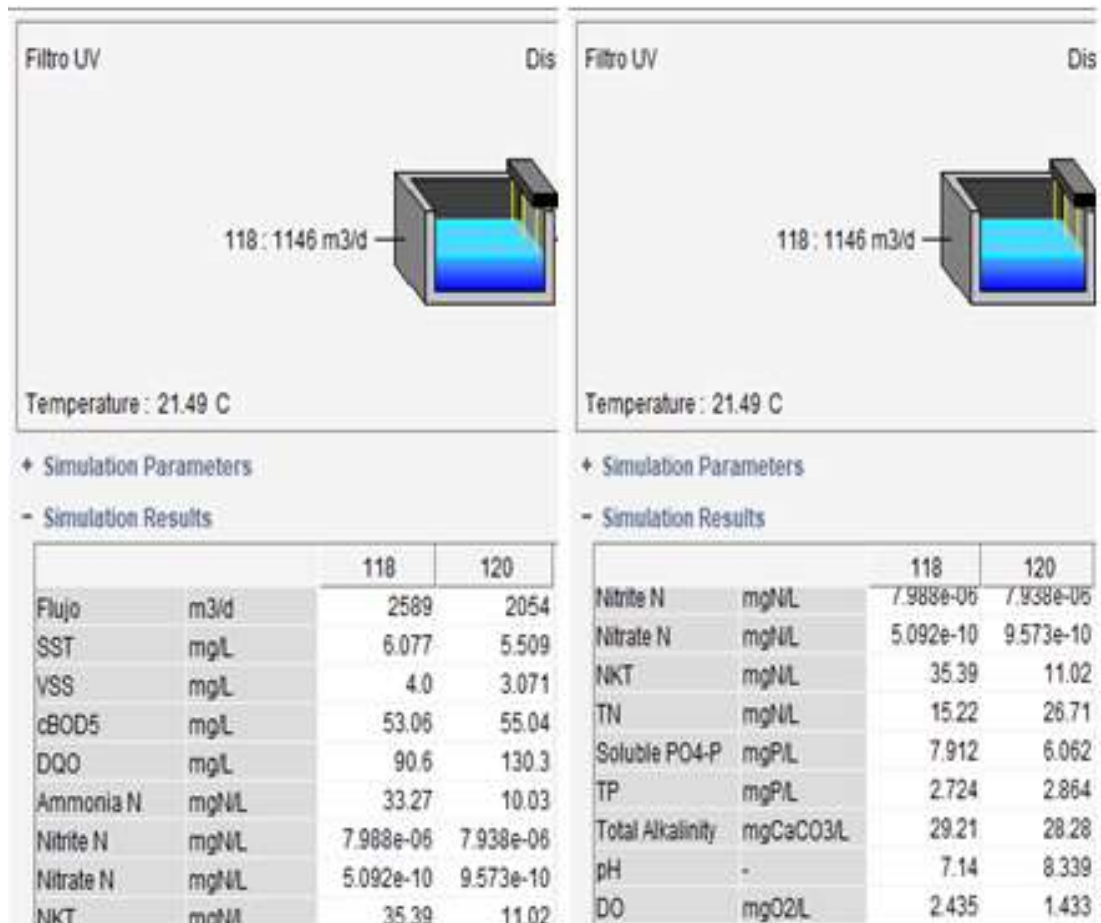 Filtro UV Dis
118 : 1146 m3/d
Temperature : 21.49 C
+ Simulation Parameters
- Simulation Results
118 120
Flujo m3/d 2589 2054
SST mg/L 6.077 5.509
VSS mg/L 4.0 3.071
cBOD5 mg/L 53.06 55.04
DQO mg/L 90.6 130.3
Ammonia N mgN/L 33.27 10.03
Nitrite N mgN/L 7.988e-06 7.938e-06
Nitrate N mgN/L 5.092e-10 9.573e-10
NKT mgN/L 35.39 11.02
Filtro UV Dis
118 : 1146 m3/d
Temperature : 21.49 C
+ Simulation Parameters
- Simulation Results
118 120
Nitrite N mgN/L 7.988e-06 7.938e-06
Nitrate N mgN/L 5.092e-10 9.573e-10
NKT mgN/L 35.39 11.02
TN mgN/L 15.22 26.71
Soluble PO4-P mgP/L 7.912 6.062
TP mgP/L 2.724 2.864
Total Alkalinity mgCaCO3/L 29.21 28.28
pH - 7.14 8.339
DO mgO2/L 2.435 1.433